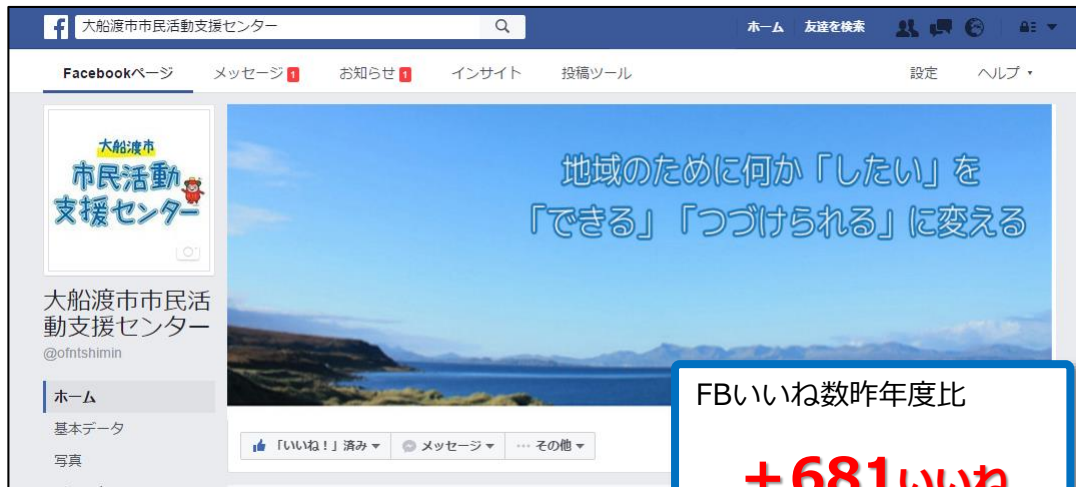 大船渡市市民活動支援センター
ホーム 友達を検索
Facebookページ メッセージ 1 お知らせ 1 インサイト 投稿ツール 設定 ヘルプ
大船渡市
市民活動
支援センター
地域のために何か「したい」を
「できる」「つづけられる」に変える
大船渡市市民活
動支援センター
@ofntshimin
ホーム
基本データ
写真
「いいね！」済み メッセージ その他
FBいいね数昨年度比
＋681いいね